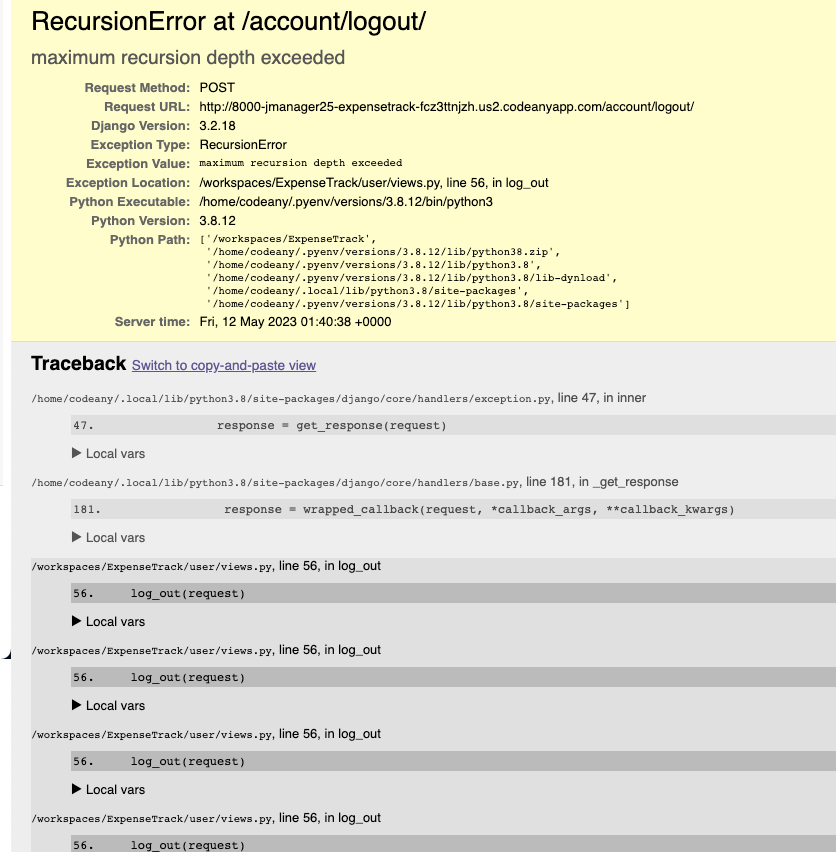 RecursionError at /account/logout/
maximum recursion depth exceeded
Request Method: POST
Request URL: http://8000-jmanager25-expensetrack-fcz3ttnjzh.us2.codeanyapp.com/account/logout/
Django Version: 3.2.18
Exception Type: RecursionError
Exception Value: maximum recursion depth exceeded
Exception Location: /workspaces/ExpenseTrack/user/views.py, line 56, in log_out
Python Executable: /home/codeany/.pyenv/versions/3.8.12/bin/python3
Python Version: 3.8.12
Python Path: ['/workspaces/ExpenseTrack',
'/home/codeany/.pyenv/versions/3.8.12/lib/python38.zip',
'/home/codeany/.pyenv/versions/3.8.12/lib/python3.8',
'/home/codeany/.pyenv/versions/3.8.12/lib/python3.8/lib-dynload',
'/home/codeany/.local/lib/python3.8/site-packages',
'/home/codeany/.pyenv/versions/3.8.12/lib/python3.8/site-packages']
Server time: Fri, 12 May 2023 01:40:38 +0000
Traceback Switch to copy-and-paste view
/home/codeany/.local/lib/python3.8/site-packages/django/core/handlers/exception.py, line 47, in inner
47. response = get_response(request)
▶ Local vars
/home/codeany/.local/lib/python3.8/site-packages/django/core/handlers/base.py, line 181, in _get_response
181. response = wrapped_callback(request, *callback_args, **callback_kwargs)
▶ Local vars
/workspaces/ExpenseTrack/user/views.py, line 56, in log_out
56. log_out(request)
▶ Local vars
/workspaces/ExpenseTrack/user/views.py, line 56, in log_out
56. log_out(request)
▶ Local vars
/workspaces/ExpenseTrack/user/views.py, line 56, in log_out
56. log_out(request)
▶ Local vars
/workspaces/ExpenseTrack/user/views.py, line 56, in log_out
56. log_out(request)